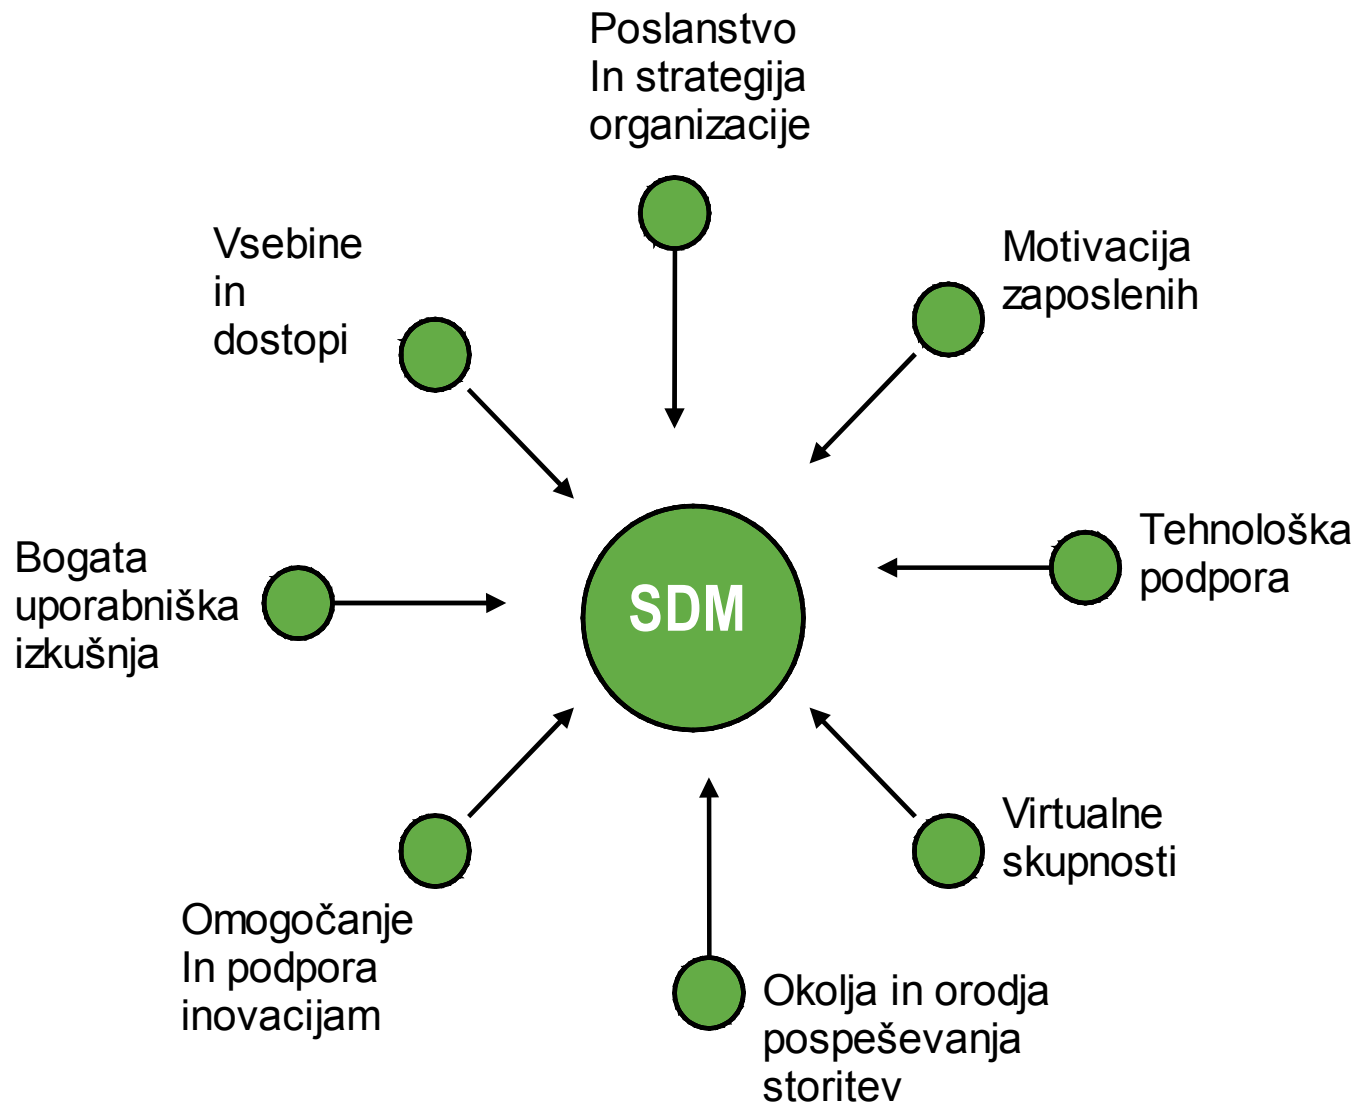 Poslanstvo
In strategija
organizacije
Vsebine
in
dostopi
Motivacija
zaposlenih
Bogata
uporabniška
izkušnja
SDM
Tehnološka
podpora
Omogočanje
In podpora
inovacijam
Virtualne
skupnosti
Okolja in orodja
pospeševanja
storitev